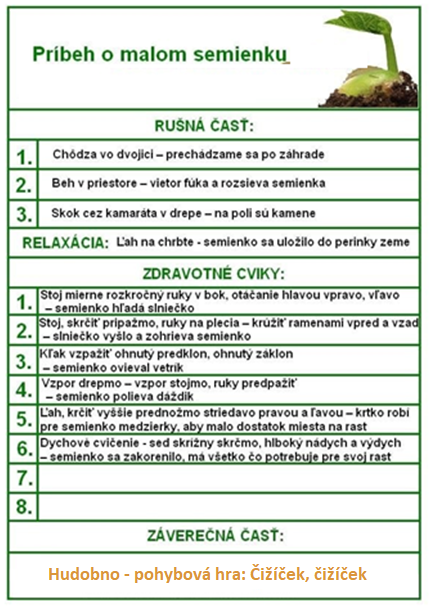 Príbeh o malom semienku
RUŠNÁ ČASŤ:
1. Chôdza vo dvojici – prechádzame sa po záhrade
2. Beh v priestore – vietor fúka a rozsieva semienka
3. Skok cez kamaráta v drepe – na poli sú kamene
RELAXÁCIA: Ľah na chrbte - semienko sa uložilo do perinky zeme
ZDRAVOTNÉ CVIKY:
1. Stoj mierne rozkročný ruky v bok, otáčanie hlavou vpravo, vľavo
– semienko hľadá slniečko
2. Stoj, skrčiť pripažmo, ruky na plecia – krúžiť ramenami vpred a vzad
– slniečko vyšlo a zohrieva semienko
3. Kľak vzpažiť ohnutý predklon, ohnutý záklon
– semienko ovieval vetrík
4. Vzpor drepmo – vzpor stojmo, ruky predpažiť
– semienko polieva dáždik
5. Ľah, krčiť vyššie prednožmo striedavo pravou a ľavou – krtko robí
pre semienko medzierky, aby malo dostatok miesta na rast
6. Dychové cvičenie - sed skrížny skrčmo, hlboký nádych a výdych
– semienko sa zakorenilo, má všetko čo potrebuje pre svoj rast
7.
8.
ZÁVEREČNÁ ČASŤ:
Hudobno - pohybová hra: Čižíček, čižíček